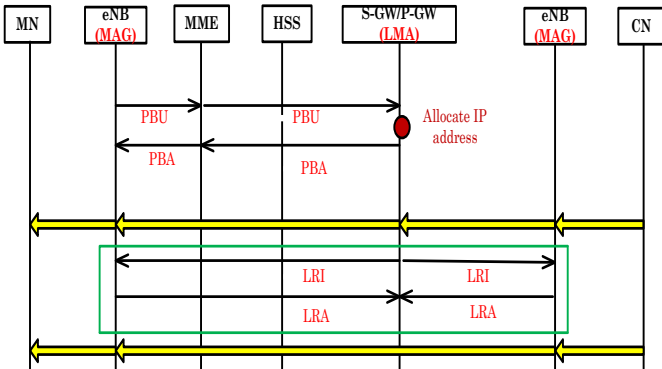 MN
eNB
(MAG)
MME
HSS
S-GW/P-GW
(LMA)
eNB
(MAG)
CN
PBU
PBU
Allocate IP
address
PBA
PBA
LRI
LRI
LRA
LRA